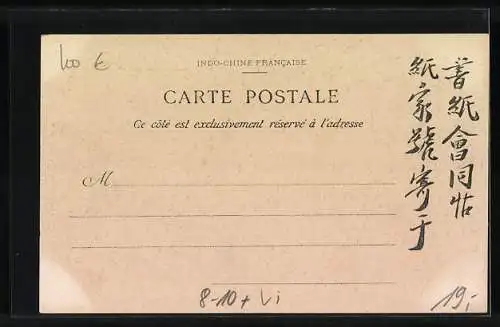 100 €
INDO-CHINE FRANÇAISE
CARTE POSTALE
Ce côté est exclusivement réservé à l'adresse
M
書紙會同帖
紙家號寄于
8-10+Vi
19,-